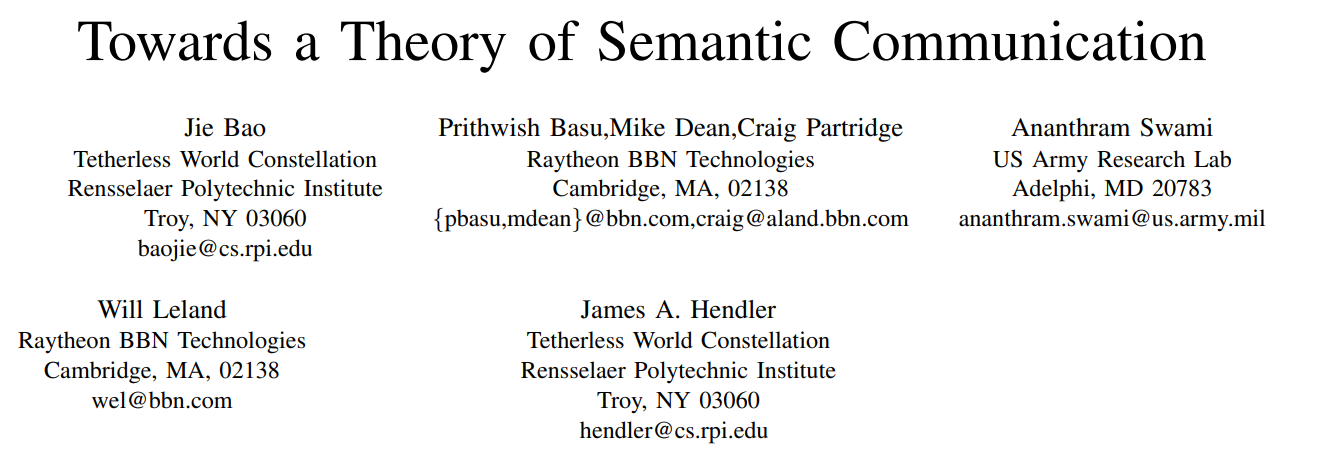 Towards a Theory of Semantic Communication
Jie Bao
Tetherless World Constellation
Rensselaer Polytechnic Institute
Troy, NY 03060
baojie@cs.rpi.edu
Prithwish Basu,Mike Dean,Craig Partridge
Raytheon BBN Technologies
Cambridge, MA, 02138
{pbasu,mdean}@bbn.com,craig@aland.bbn.com
Ananthram Swami
US Army Research Lab
Adelphi, MD 20783
ananthram.swami@us.army.mil
Will Leland
Raytheon BBN Technologies
Cambridge, MA, 02138
wel@bbn.com
James A. Hendler
Tetherless World Constellation
Rensselaer Polytechnic Institute
Troy, NY 03060
hendler@cs.rpi.edu